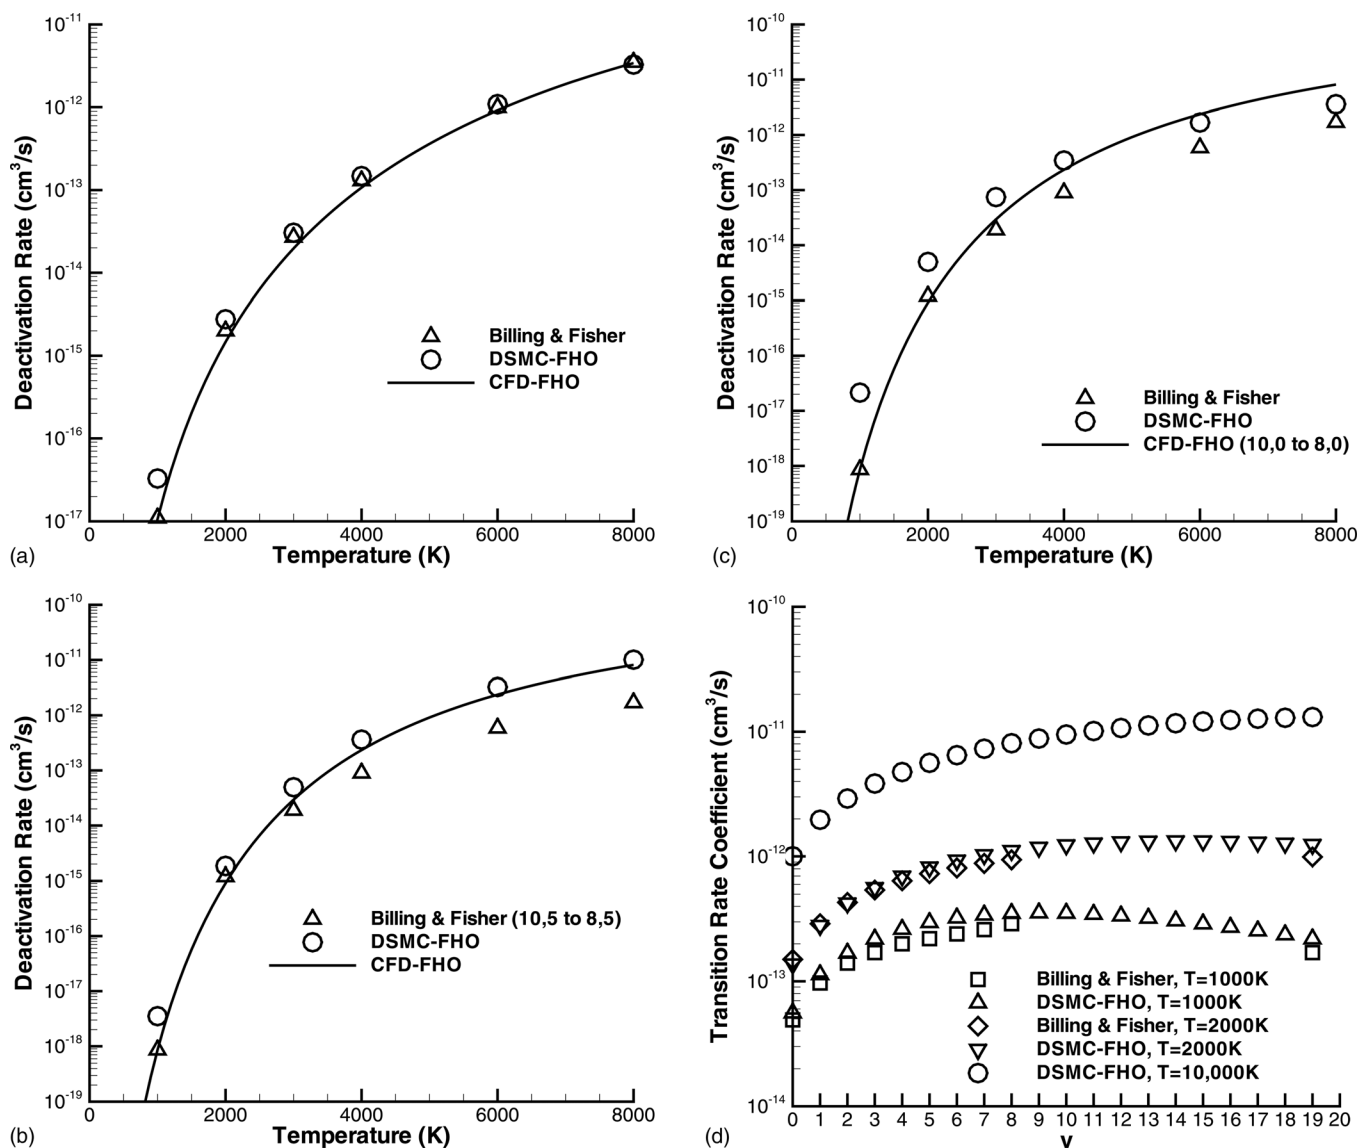 10^-11
10^-12
10^-13
10^-14
10^-15
10^-16
10^-17
Deactivation Rate (cm^3/s)
Billing & Fisher
DSMC-FHO
CFD-FHO
0 2000 4000 6000 8000
Temperature (K)
(a)
10^-10
10^-11
10^-12
10^-13
10^-14
10^-15
10^-16
10^-17
10^-18
10^-19
Deactivation Rate (cm^3/s)
Billing & Fisher
DSMC-FHO
CFD-FHO (10,0 to 8,0)
0 2000 4000 6000 8000
Temperature (K)
(c)
10^-10
10^-11
10^-12
10^-13
10^-14
10^-15
10^-16
10^-17
10^-18
10^-19
Deactivation Rate (cm^3/s)
Billing & Fisher (10,5 to 8,5)
DSMC-FHO
CFD-FHO
0 2000 4000 6000 8000
Temperature (K)
(b)
10^-10
10^-11
10^-12
10^-13
10^-14
Transition Rate Coefficient (cm^3/s)
Billing & Fisher, T=1000K
DSMC-FHO, T=1000K
Billing & Fisher, T=2000K
DSMC-FHO, T=2000K
DSMC-FHO, T=10,000K
0 1 2 3 4 5 6 7 8 9 10 11 12 13 14 15 16 17 18 19 20
v
(d)